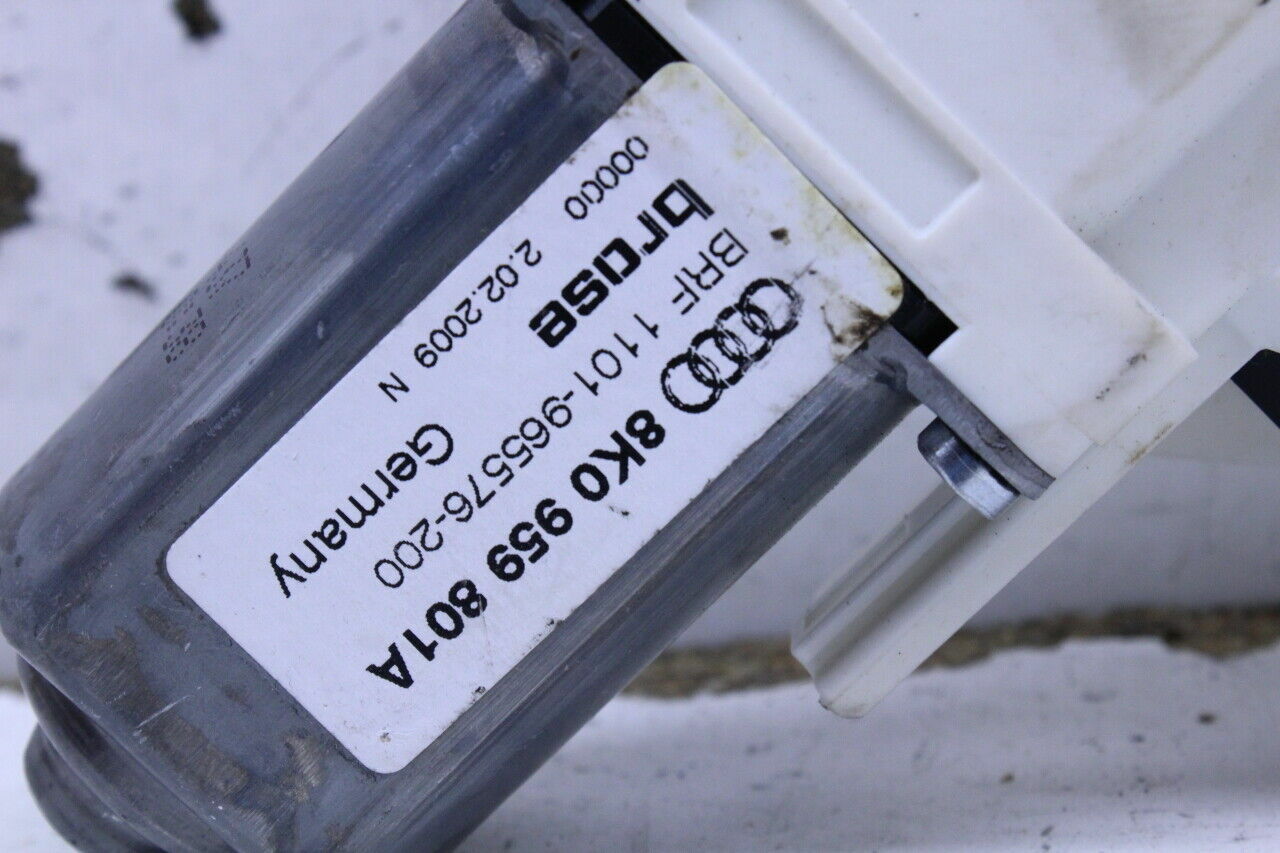 8K0 959 801A
BRF 1101-965576-200
brose Germany
00000 2.02.2009 N